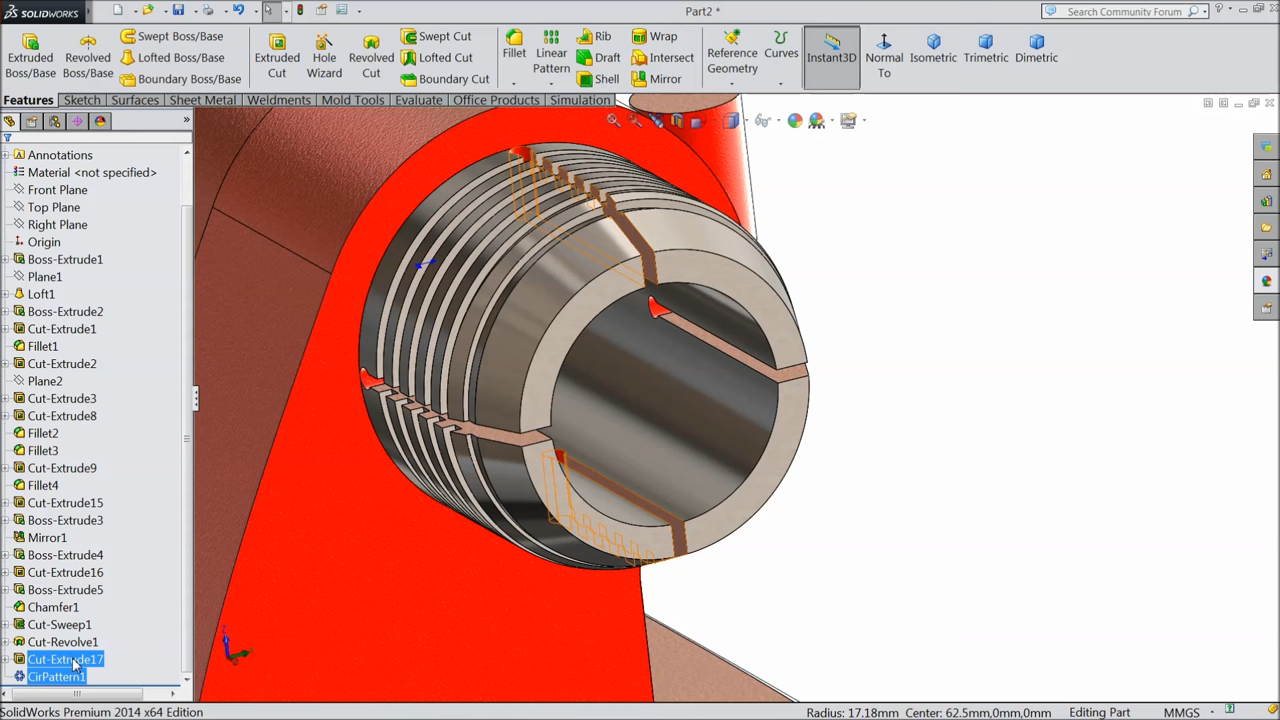 SOLIDWORKS
Part2 *
Search Community Forum
Extruded Boss/Base
Revolved Boss/Base
Swept Boss/Base
Lofted Boss/Base
Boundary Boss/Base
Extruded Cut
Hole Wizard
Revolved Cut
Swept Cut
Lofted Cut
Boundary Cut
Fillet
Linear Pattern
Rib
Draft
Shell
Wrap
Intersect
Mirror
Reference Geometry
Curves
Instant3D
Normal To
Isometric
Trimetric
Dimetric
Features
Sketch
Surfaces
Sheet Metal
Weldments
Mold Tools
Evaluate
Office Products
Simulation
Annotations
Material <not specified>
Front Plane
Top Plane
Right Plane
Origin
Boss-Extrude1
Plane1
Loft1
Boss-Extrude2
Cut-Extrude1
Fillet1
Cut-Extrude2
Plane2
Cut-Extrude3
Cut-Extrude8
Fillet2
Fillet3
Cut-Extrude9
Fillet4
Cut-Extrude15
Boss-Extrude3
Mirror1
Boss-Extrude4
Cut-Extrude16
Boss-Extrude5
Chamfer1
Cut-Sweep1
Cut-Revolve1
Cut-Extrude17
CirPattern1
Z
SolidWorks Premium 2014 x64 Edition
Radius: 17.18mm Center: 62.5mm,0mm,0mm
Editing Part
MMGS